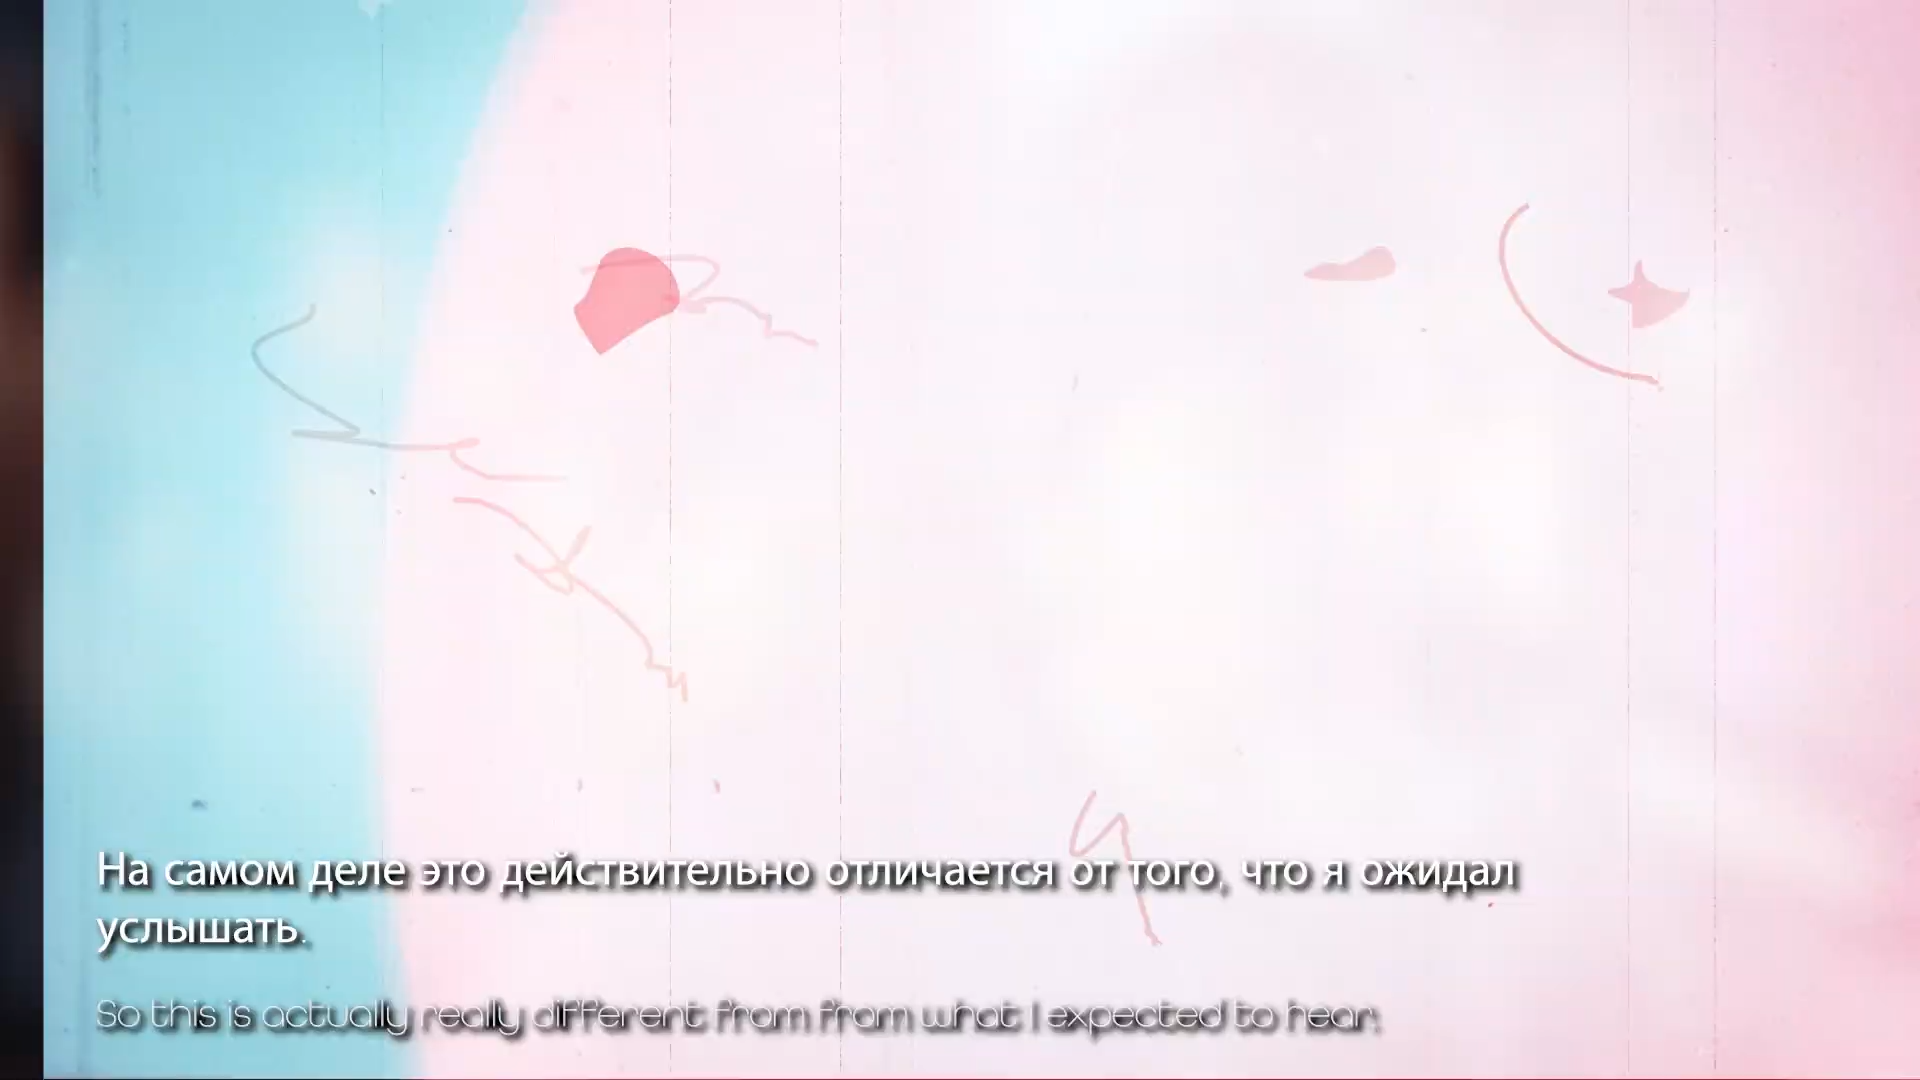 На самом деле это действительно отличается от того, что я ожидал
услышать.
So this is actually really different from from what I expected to hear.